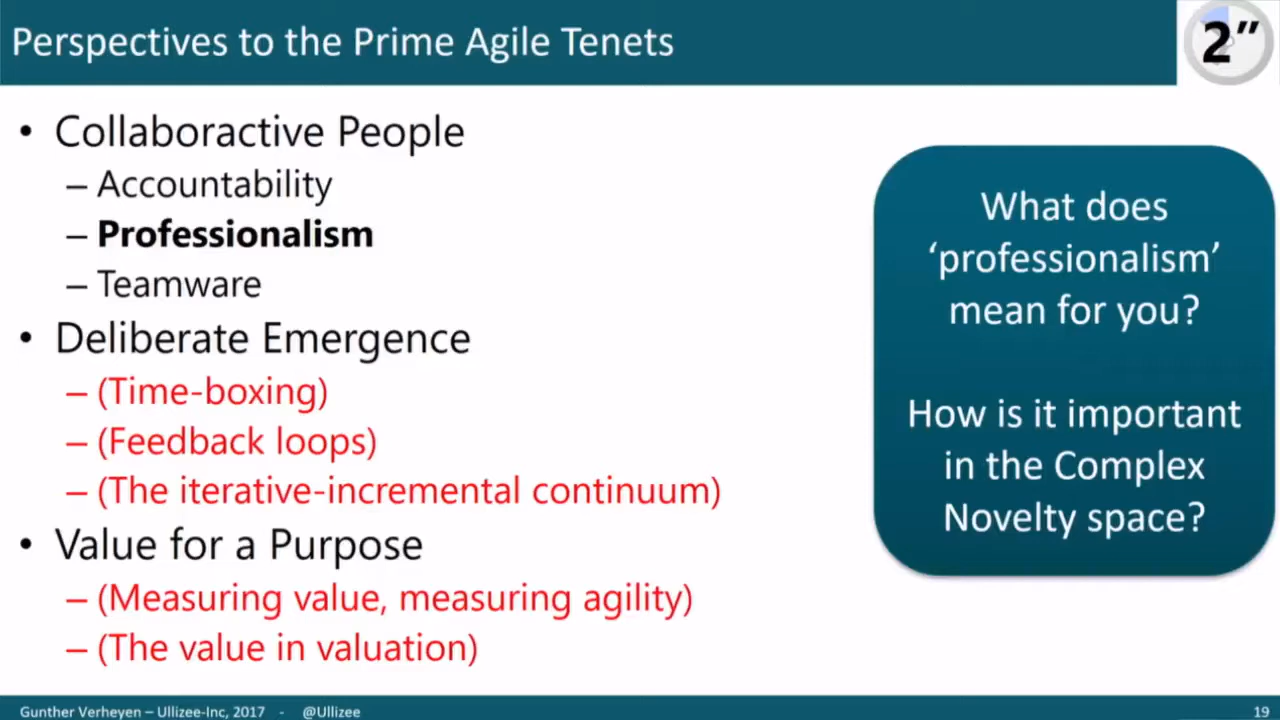 Perspectives to the Prime Agile Tenets
2”
• Collaboractive People
– Accountability
– Professionalism
– Teamware
• Deliberate Emergence
– (Time-boxing)
– (Feedback loops)
– (The iterative-incremental continuum)
• Value for a Purpose
– (Measuring value, measuring agility)
– (The value in valuation)
What does
‘professionalism’
mean for you?
How is it important
in the Complex
Novelty space?
Gunther Verheyen – Ullizee-Inc, 2017 - @Ullizee
19